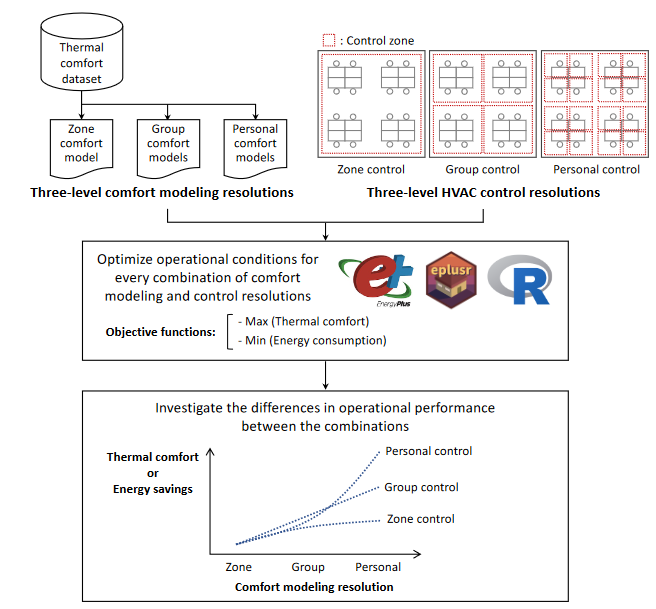 Thermal
comfort
dataset
Zone
comfort
model
Group
comfort
models
Personal
comfort
models
Three-level comfort modeling resolutions
: Control zone
Zone control
Group control
Personal control
Three-level HVAC control resolutions
Optimize operational conditions for
every combination of comfort
modeling and control resolutions
e+
EnergyPlus
eplusr
R
Objective functions:
- Max (Thermal comfort)
- Min (Energy consumption)
Investigate the differences in operational performance
between the combinations
Thermal comfort
or
Energy savings
Personal control
Group control
Zone control
Zone
Group
Personal
Comfort modeling resolution